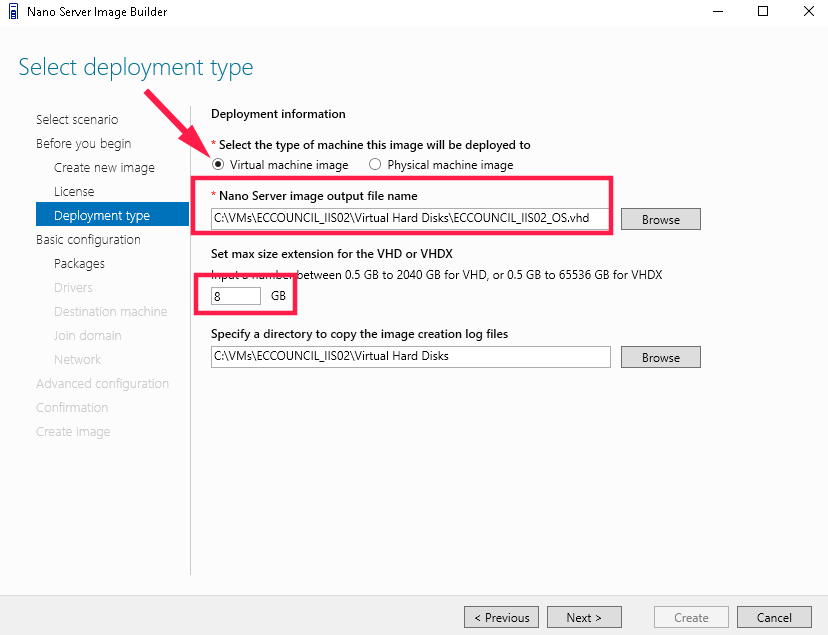 Nano Server Image Builder
Select deployment type
Select scenario
Before you begin
Create new image
License
Deployment type
Basic configuration
Packages
Drivers
Destination machine
Join domain
Network
Advanced configuration
Confirmation
Create image
Deployment information
* Select the type of machine this image will be deployed to
Virtual machine image Physical machine image
* Nano Server image output file name
C:\VMs\ECCOUNCIL_IIS02\Virtual Hard Disks\ECCOUNCIL_IIS02_OS.vhd Browse
Set max size extension for the VHD or VHDX
Input a number between 0.5 GB to 2040 GB for VHD, or 0.5 GB to 65536 GB for VHDX
8 GB
Specify a directory to copy the image creation log files
C:\VMs\ECCOUNCIL_IIS02\Virtual Hard Disks Browse
< Previous Next > Create Cancel